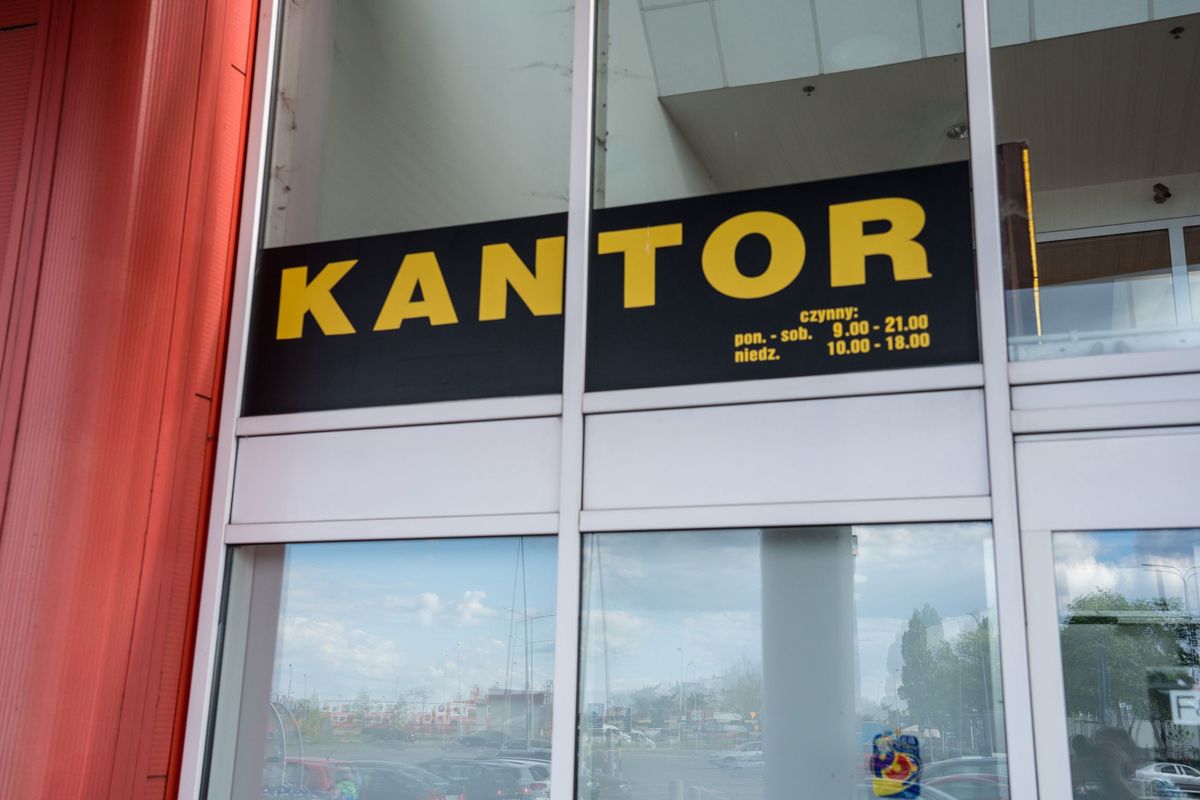 KANTOR
czynny:
pon. - sob. 9.00 - 21.00
niedz. 10.00 - 18.00